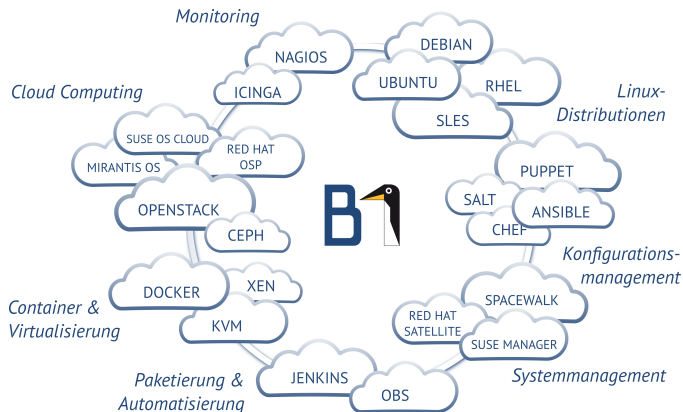 Monitoring
NAGIOS
ICINGA
DEBIAN
UBUNTU
RHEL
SLES
Linux-
Distributionen
Cloud Computing
SUSE OS CLOUD
MIRANTIS OS
RED HAT
OSP
OPENSTACK
CEPH
B1
PUPPET
SALT
ANSIBLE
CHEF
Konfigurations-
management
DOCKER
XEN
KVM
Container &
Virtualisierung
SPACEWALK
RED HAT
SATELLITE
SUSE MANAGER
Systemmanagement
JENKINS
OBS
Paketierung &
Automatisierung